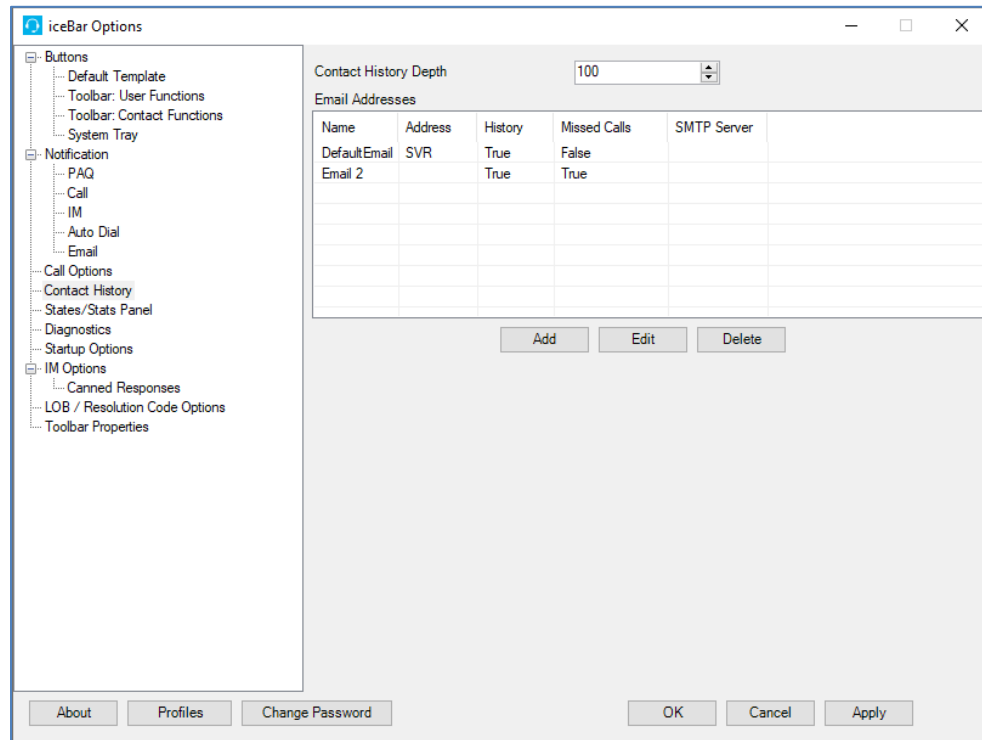 iceBar Options
Buttons
Default Template
Toolbar: User Functions
Toolbar: Contact Functions
System Tray
Notification
PAQ
Call
IM
Auto Dial
Email
Call Options
Contact History
States/Stats Panel
Diagnostics
Startup Options
IM Options
Canned Responses
LOB / Resolution Code Options
Toolbar Properties
Contact History Depth 100
Email Addresses
Name Address History Missed Calls SMTP Server
DefaultEmail SVR True False
Email 2 True True
Add Edit Delete
About Profiles Change Password OK Cancel Apply